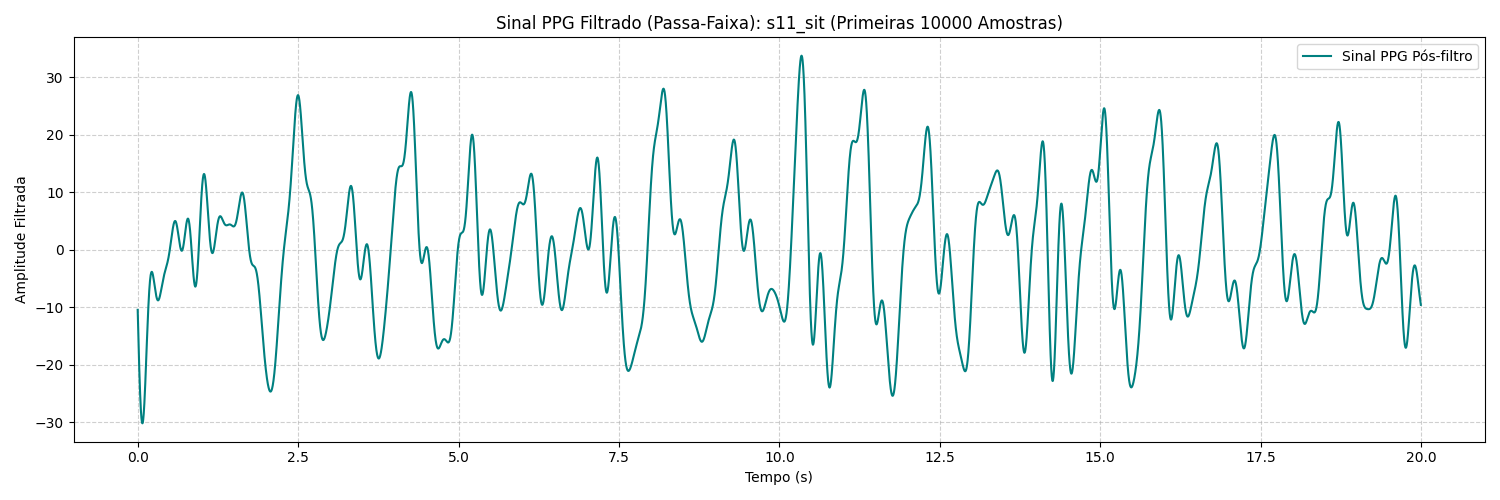 Sinal PPG Filtrado (Passa-Faixa): s11_sit (Primeiras 10000 Amostras)
Sinal PPG Pós-filtro
Amplitude Filtrada
30
20
10
0
−10
−20
−30
0.0 2.5 5.0 7.5 10.0 12.5 15.0 17.5 20.0
Tempo (s)